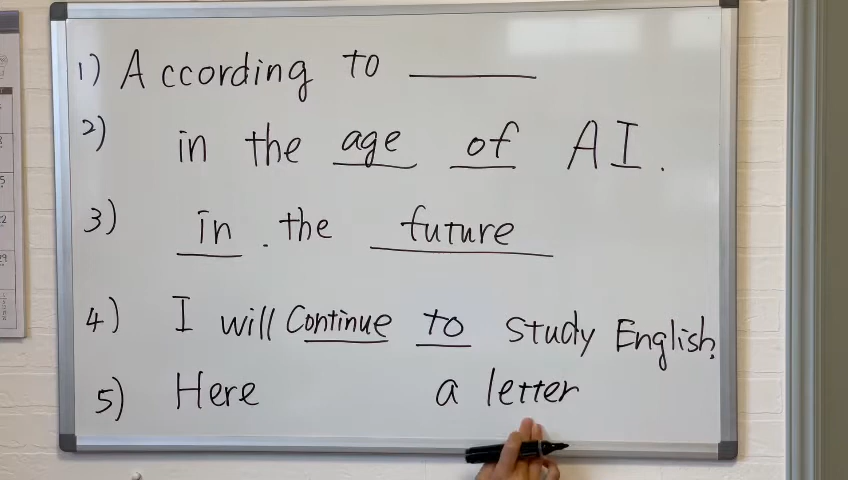 1) According to ____
2) in the age of AI.
3) in . the future
4) I will Continue to study English.
5) Here a letter